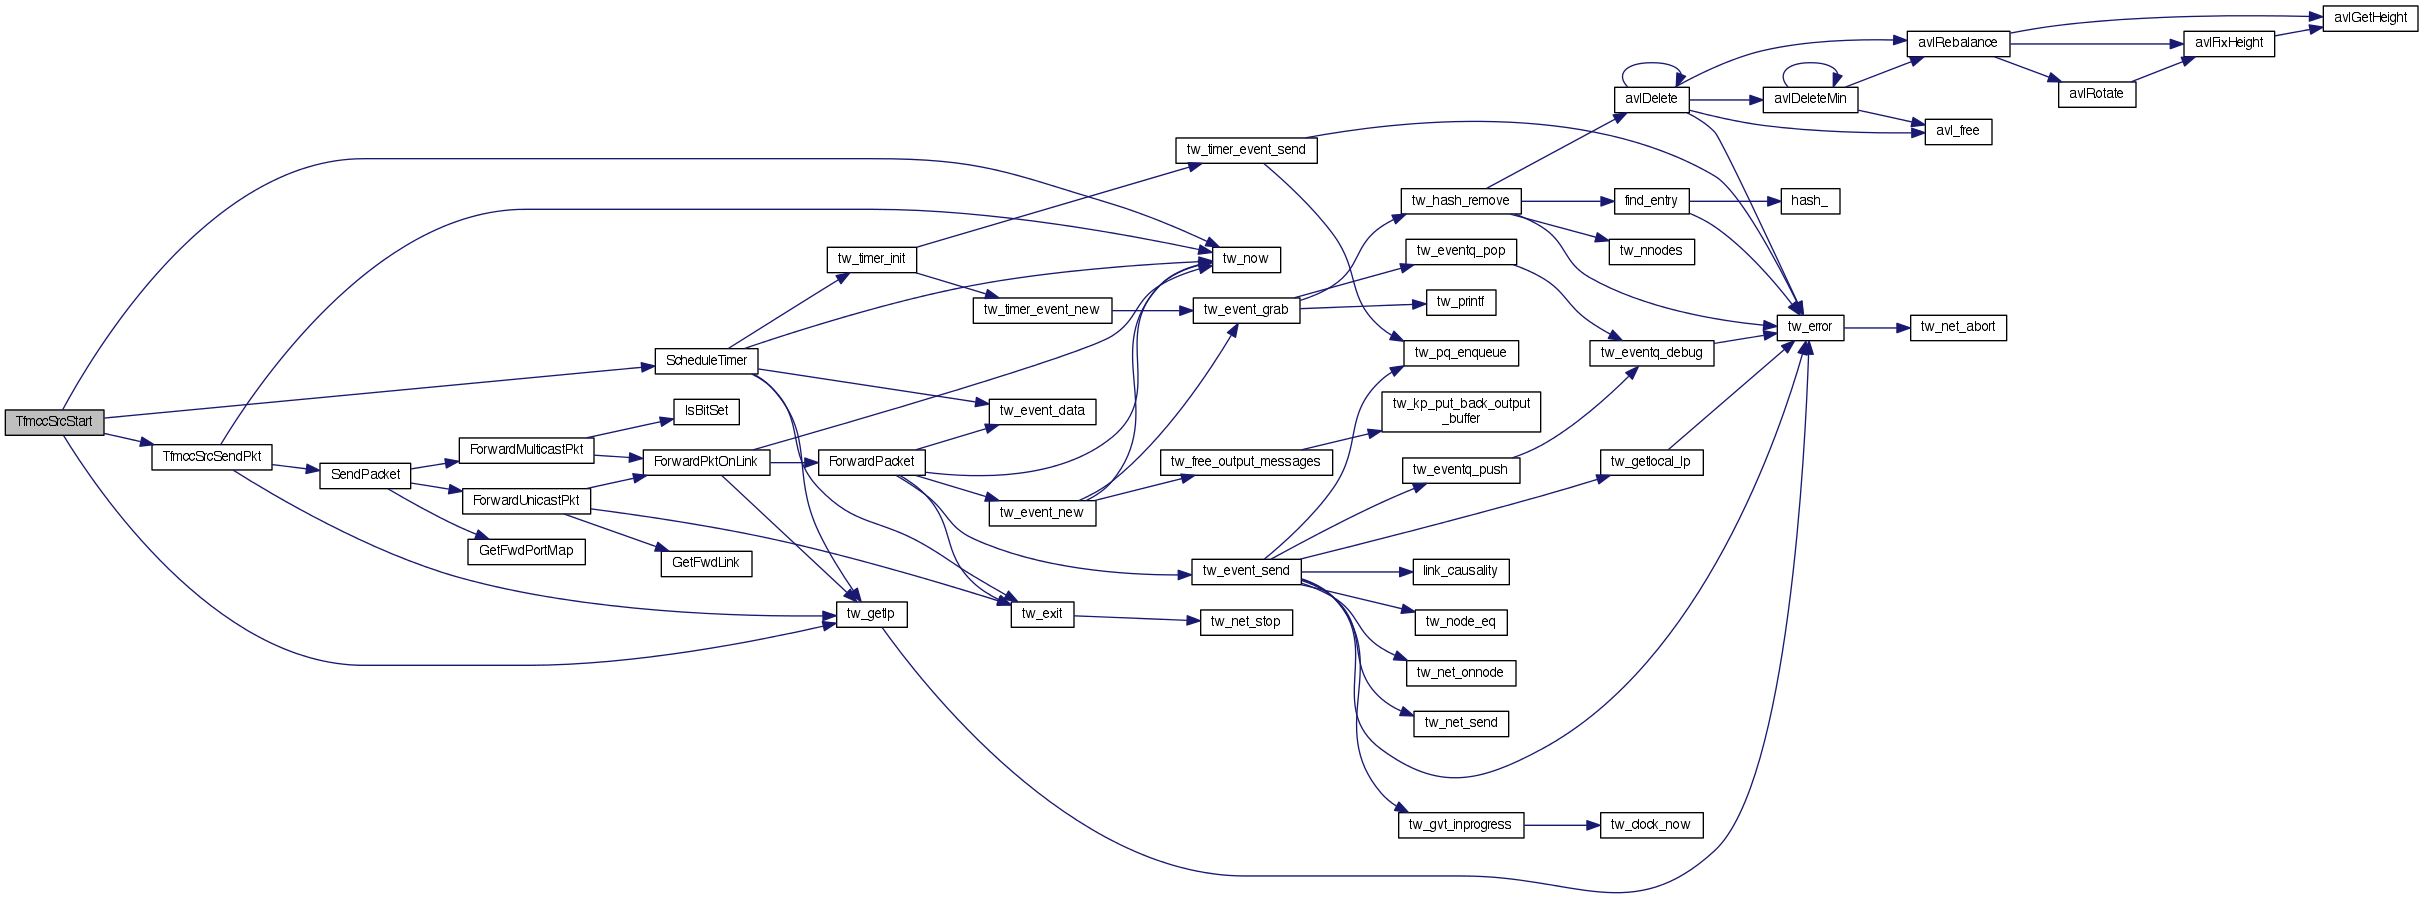 TfmccSrcStart
TfmccSrcSendPkt
SendPacket
ForwardMulticastPkt
ForwardUnicastPkt
GetFwdPortMap
ScheduleTimer
IsBitSet
ForwardPktOnLink
GetFwdLink
tw_timer_init
ForwardPacket
tw_getlp
tw_timer_event_new
tw_event_data
tw_event_new
tw_exit
tw_timer_event_send
tw_now
tw_event_grab
tw_free_output_messages
tw_event_send
tw_net_stop
tw_hash_remove
tw_eventq_pop
tw_printf
tw_pq_enqueue
tw_kp_put_back_output
_buffer
tw_eventq_push
link_causality
tw_node_eq
tw_net_onnode
tw_net_send
tw_gvt_inprogress
avlDelete
find_entry
tw_nnodes
tw_eventq_debug
tw_getlocal_lp
tw_clock_now
avlDeleteMin
hash_
tw_error
avlRebalance
avl_free
tw_net_abort
avlRotate
avlFixHeight
avlGetHeight